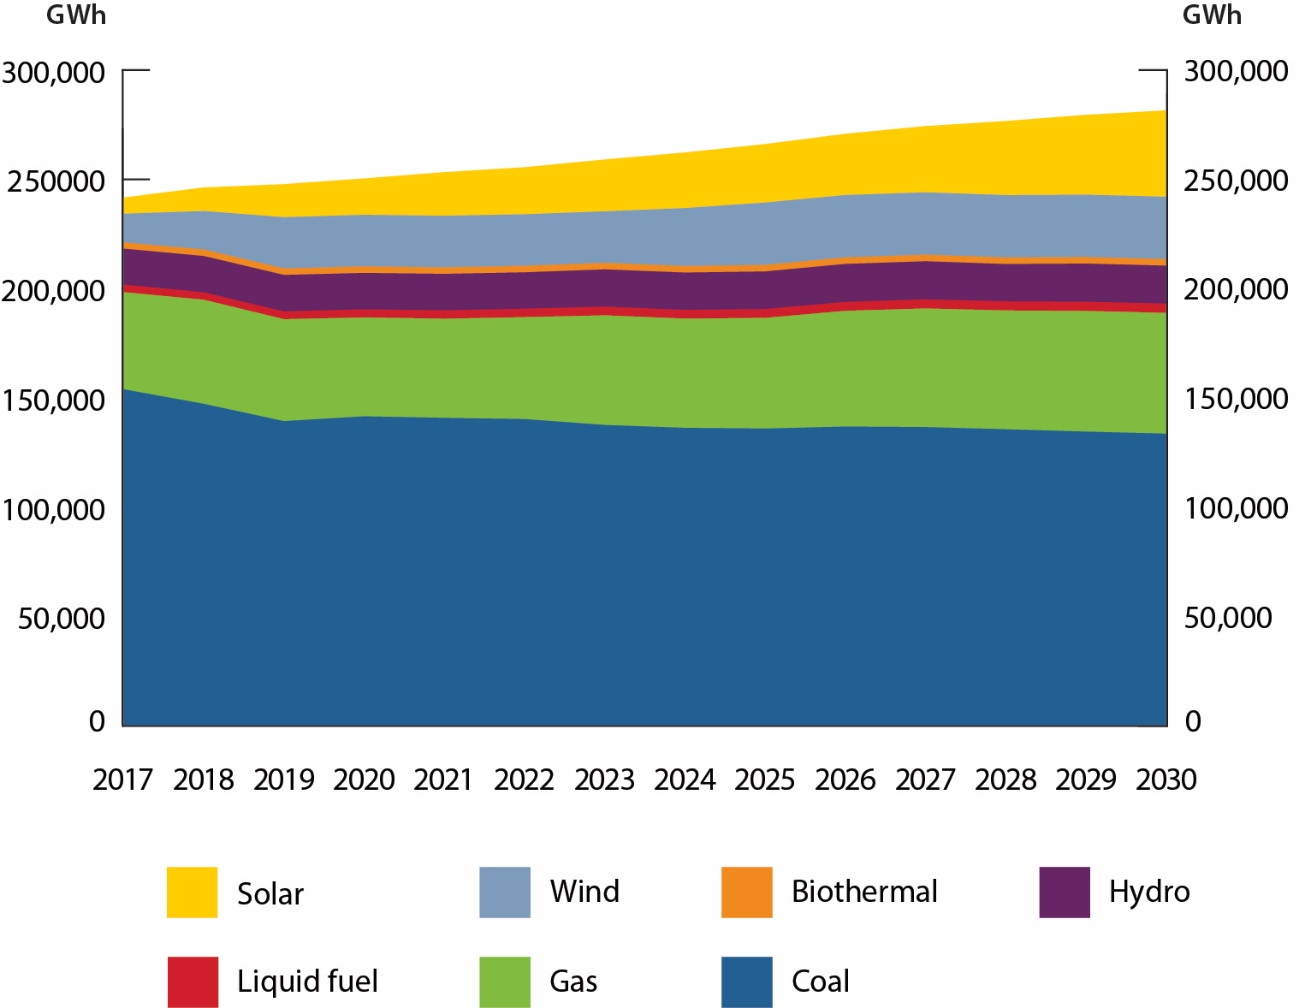 GWh GWh
300,000 300,000
250000 250,000
200,000 200,000
150,000 150,000
100,000 100,000
50,000 50,000
0 0
2017 2018 2019 2020 2021 2022 2023 2024 2025 2026 2027 2028 2029 2030
Solar Wind Biothermal Hydro
Liquid fuel Gas Coal